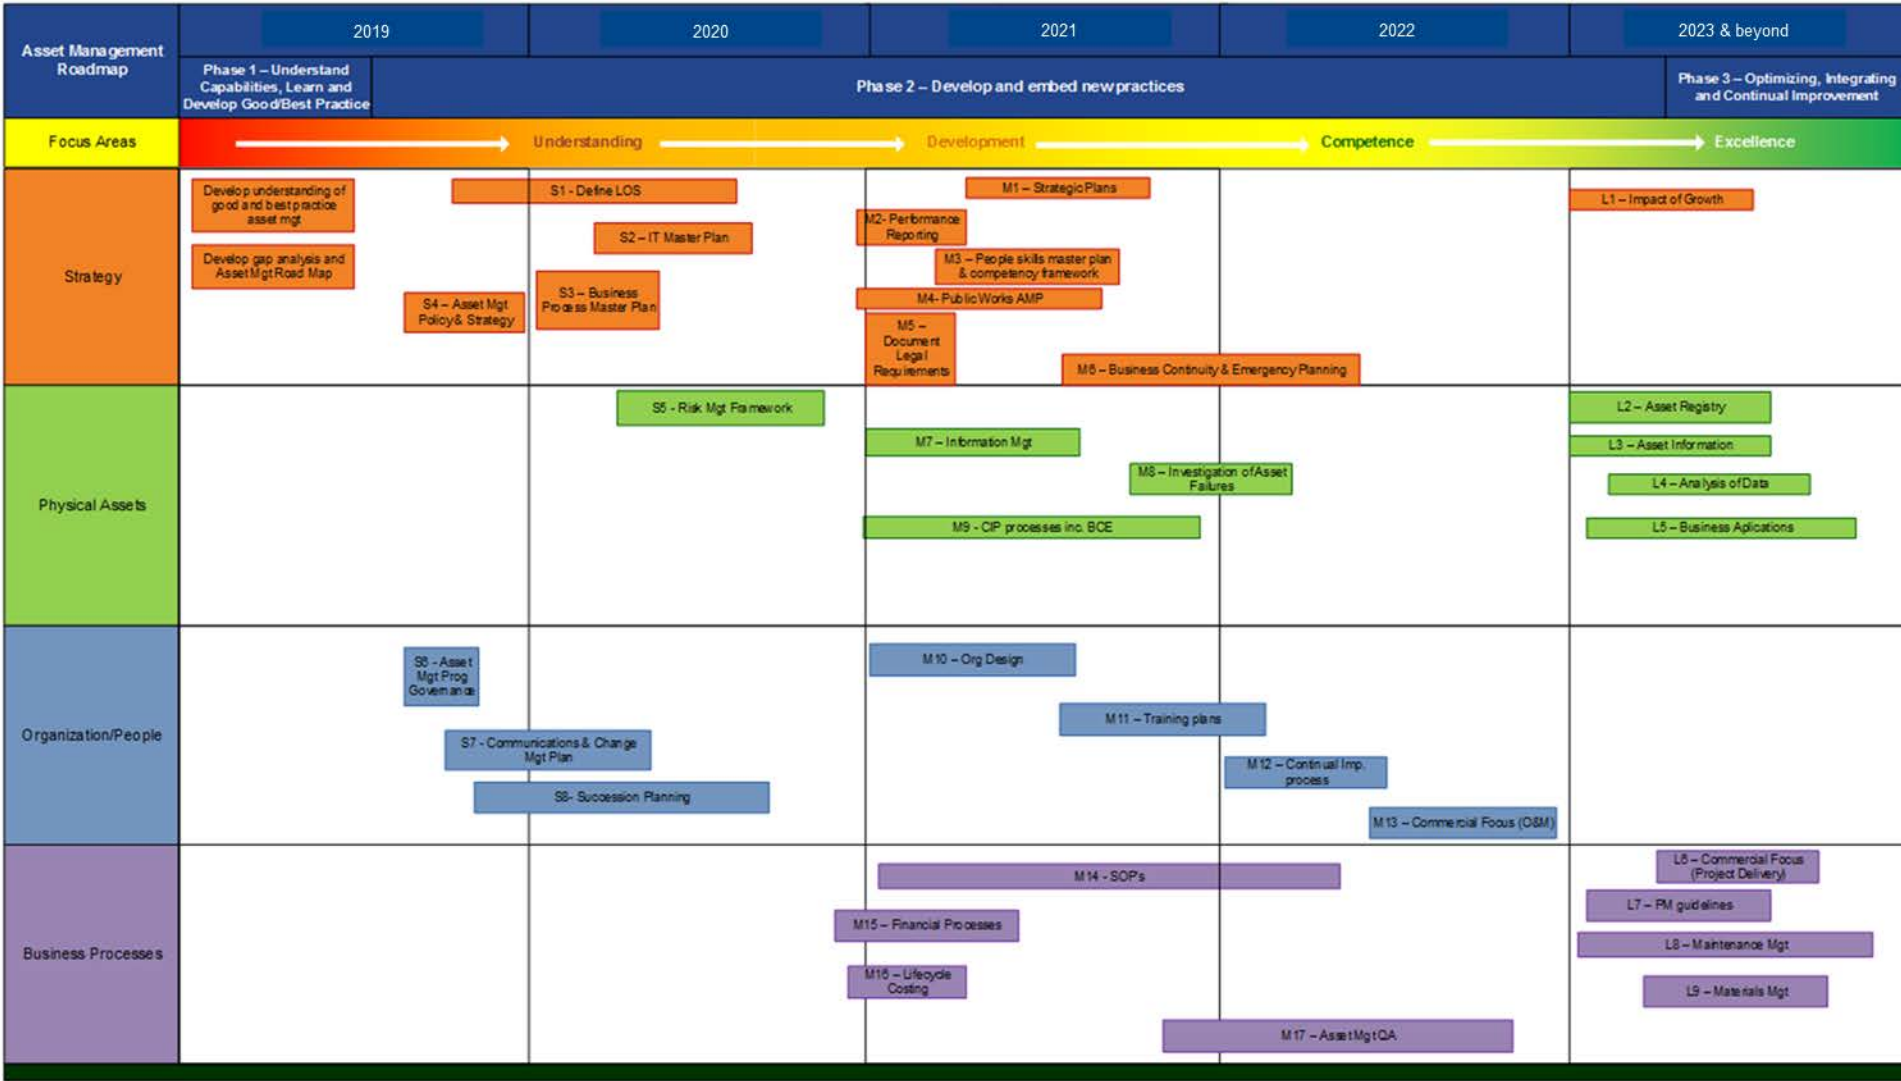 Asset Management
Roadmap
2019
2020
2021
2022
2023 & beyond
Phase 1 – Understand
Capabilities, Learn and
Develop Good/Best Practice
Phase 2 – Develop and embed new practices
Phase 3 – Optimizing, Integrating
and Continual Improvement
Focus Areas
Understanding
Development
Competence
Excellence
Strategy
Develop understanding of
good and best practice
asset mgt
Develop gap analysis and
Asset Mgt Road Map
S4 – Asset Mgt
Policy & Strategy
S1 - Define LOS
S2 – IT Master Plan
S3 – Business
Process Master Plan
M1 – Strategic Plans
M2- Performance
Reporting
M3 – People skills master plan
& competency framework
M4- Public Works AMP
M5 –
Document
Legal
Requirements
M6 – Business Continuity & Emergency Planning
L1 – Impact of Growth
Physical Assets
S5 - Risk Mgt Framework
M7 – Information Mgt
M8 – Investigation of Asset
Failures
M9 - CIP processes inc. BCE
L2 – Asset Registry
L3 – Asset Information
L4 – Analysis of Data
L5 – Business Aplications
Organization/People
S6 - Asset
Mgt Prog
Governance
S7 - Communications & Change
Mgt Plan
S8- Succession Planning
M10 – Org Design
M11 – Training plans
M12 – Continual Imp.
process
M13 – Commercial Focus (O&M)
Business Processes
M14 - SOP's
M15 – Financial Processes
M16 – Lifecycle
Costing
M17 – Asset Mgt QA
L6 – Commercial Focus
(Project Delivery)
L7 – PM guidelines
L8 – Maintenance Mgt
L9 – Materials Mgt